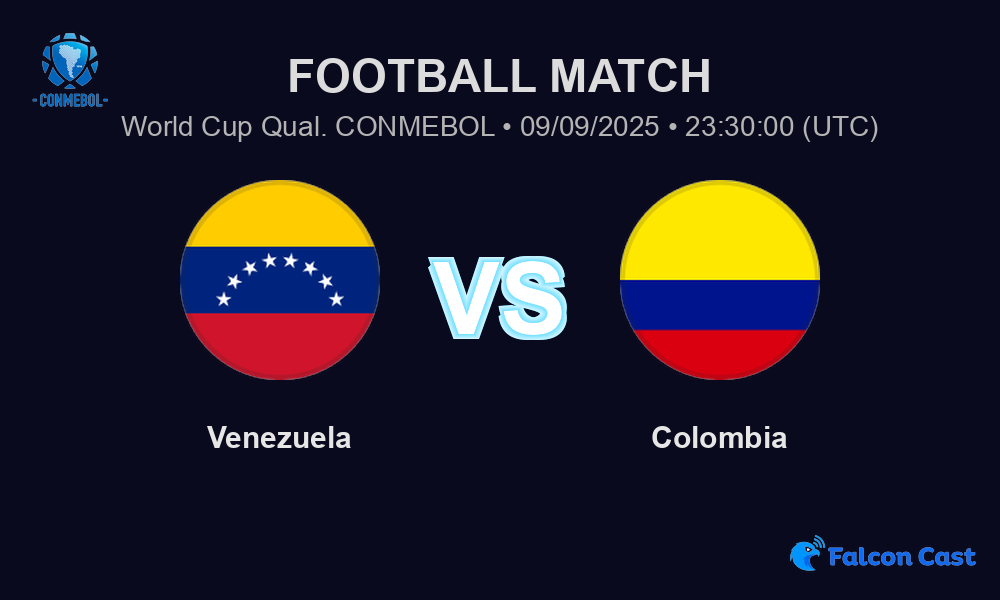 -CONMEBOL-
FOOTBALL MATCH
World Cup Qual. CONMEBOL • 09/09/2025 • 23:30:00 (UTC)
VS
Venezuela
Colombia
Falcon Cast